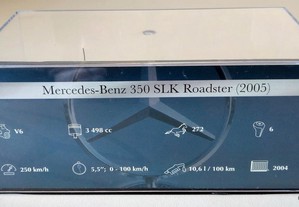 Mercedes-Benz 350 SLK Roadster (2005)
V6 3 498 cc 272 6
250 km/h 5,5"; 0 - 100 km/h 10,6 l / 100 km 2004